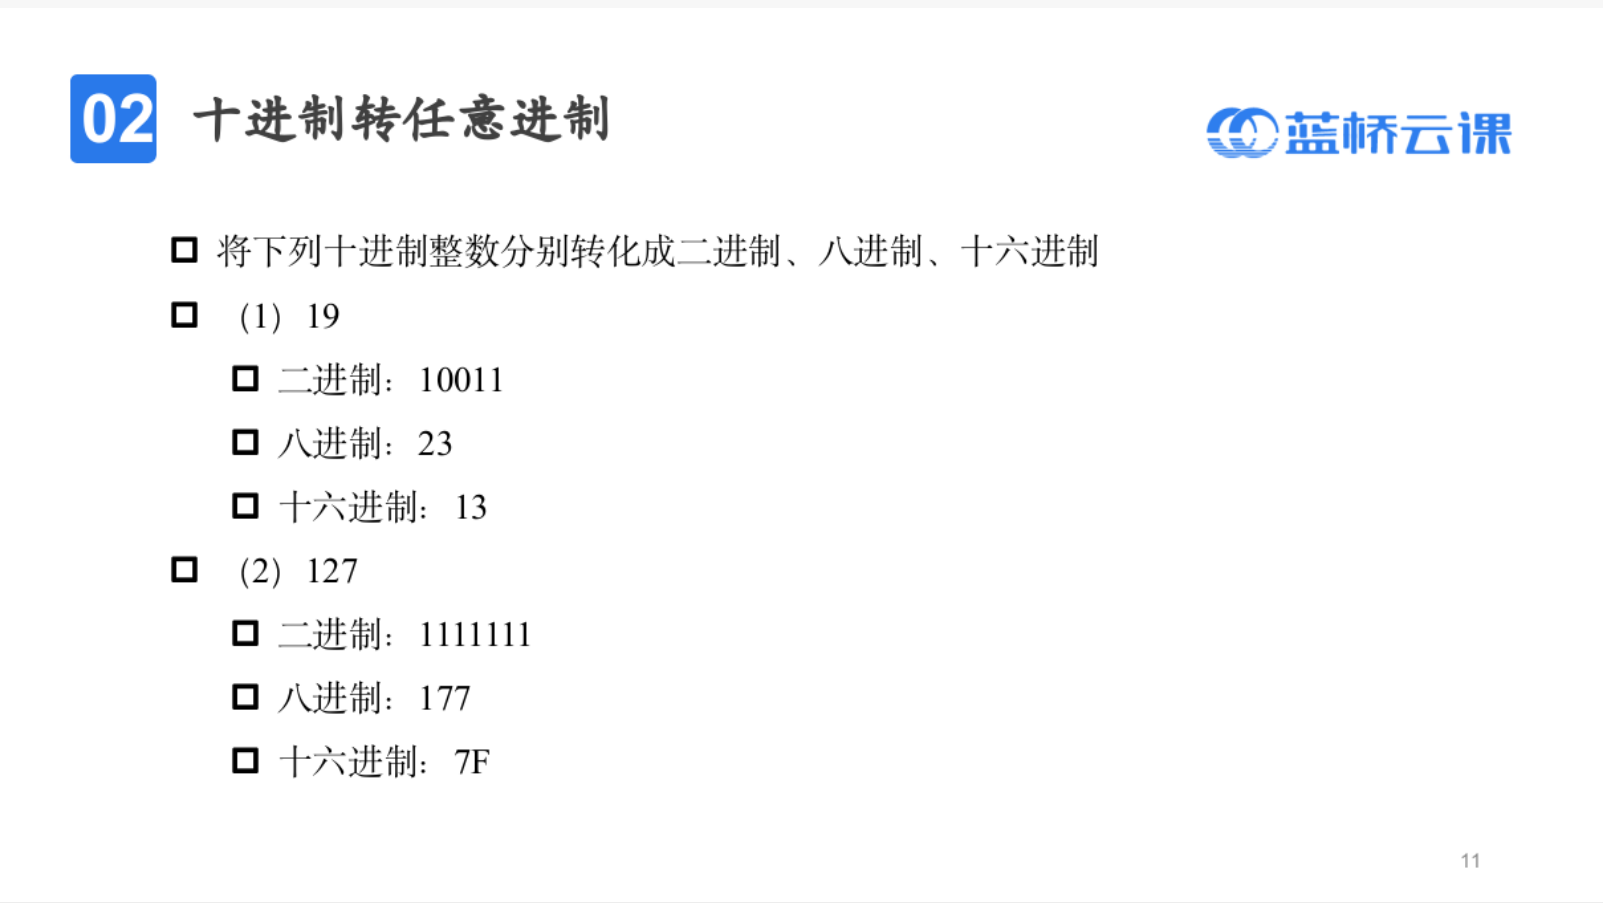 02 十进制转任意进制
蓝桥云课
将下列十进制整数分别转化成二进制、八进制、十六进制
（1）19
二进制：10011
八进制：23
十六进制：13
（2）127
二进制：1111111
八进制：177
十六进制：7F
11